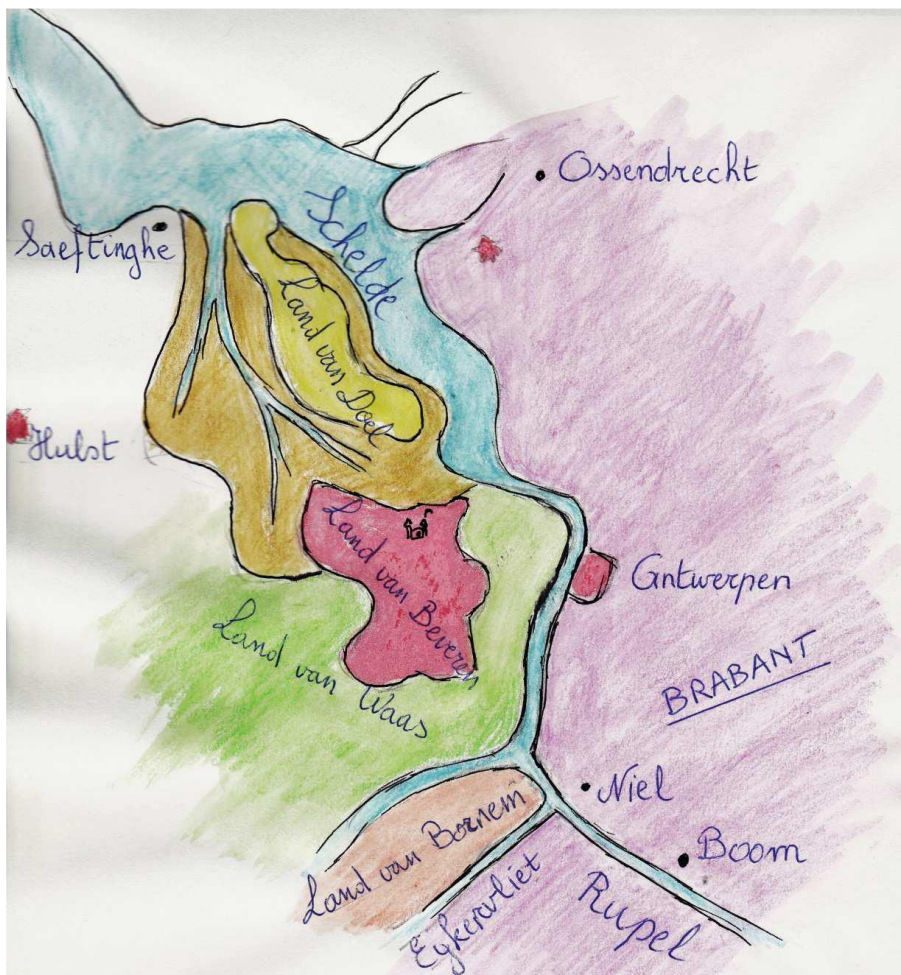 Ossendrecht
Schelde
Saeftinghe
Land van Doel
Hulst
Land van Beveren
Antwerpen
Land van Waas
BRABANT
Niel
Land van Bornem
Boom
Eykervliet
Rupel